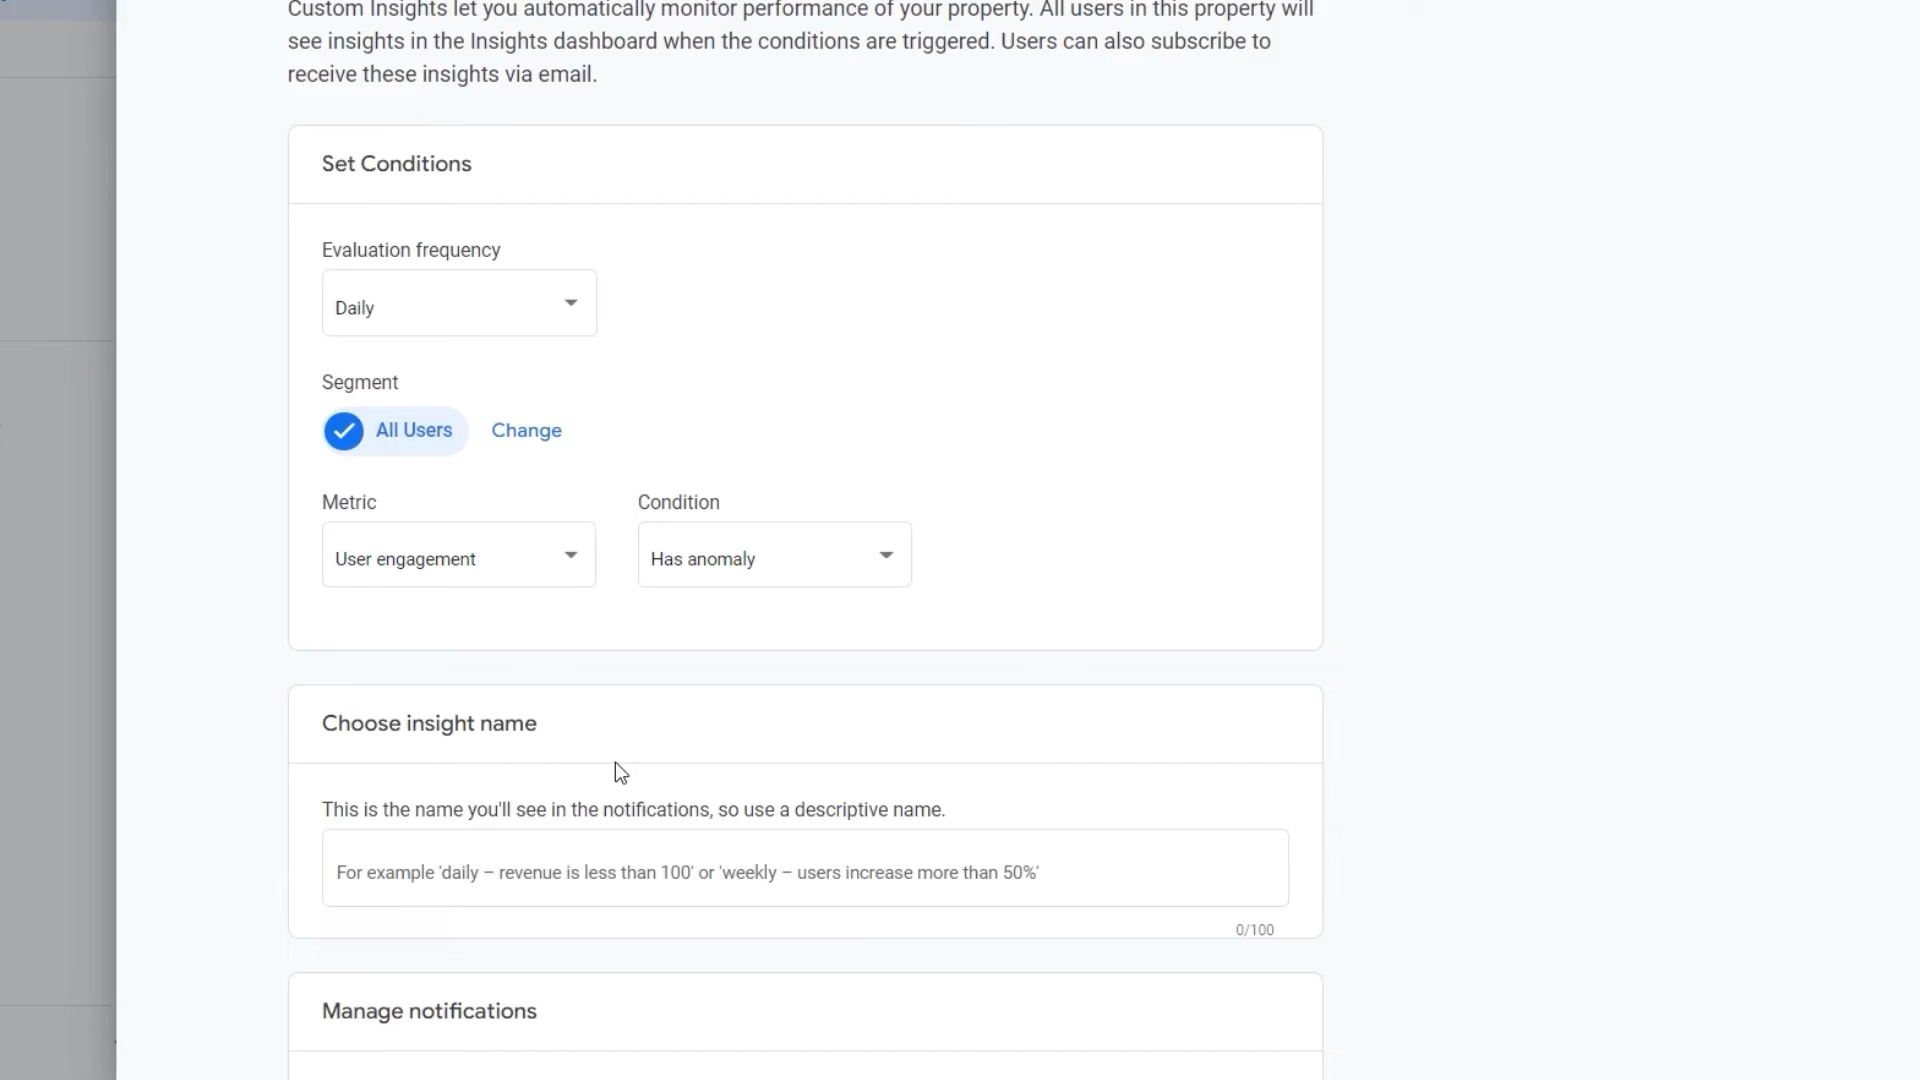 Custom Insights let you automatically monitor performance of your property. All users in this property will
see insights in the Insights dashboard when the conditions are triggered. Users can also subscribe to
receive these insights via email.
Set Conditions
Evaluation frequency
Daily
Segment
All Users Change
Metric Condition
User engagement Has anomaly
Choose insight name
This is the name you'll see in the notifications, so use a descriptive name.
For example 'daily – revenue is less than 100' or 'weekly – users increase more than 50%'
0/100
Manage notifications